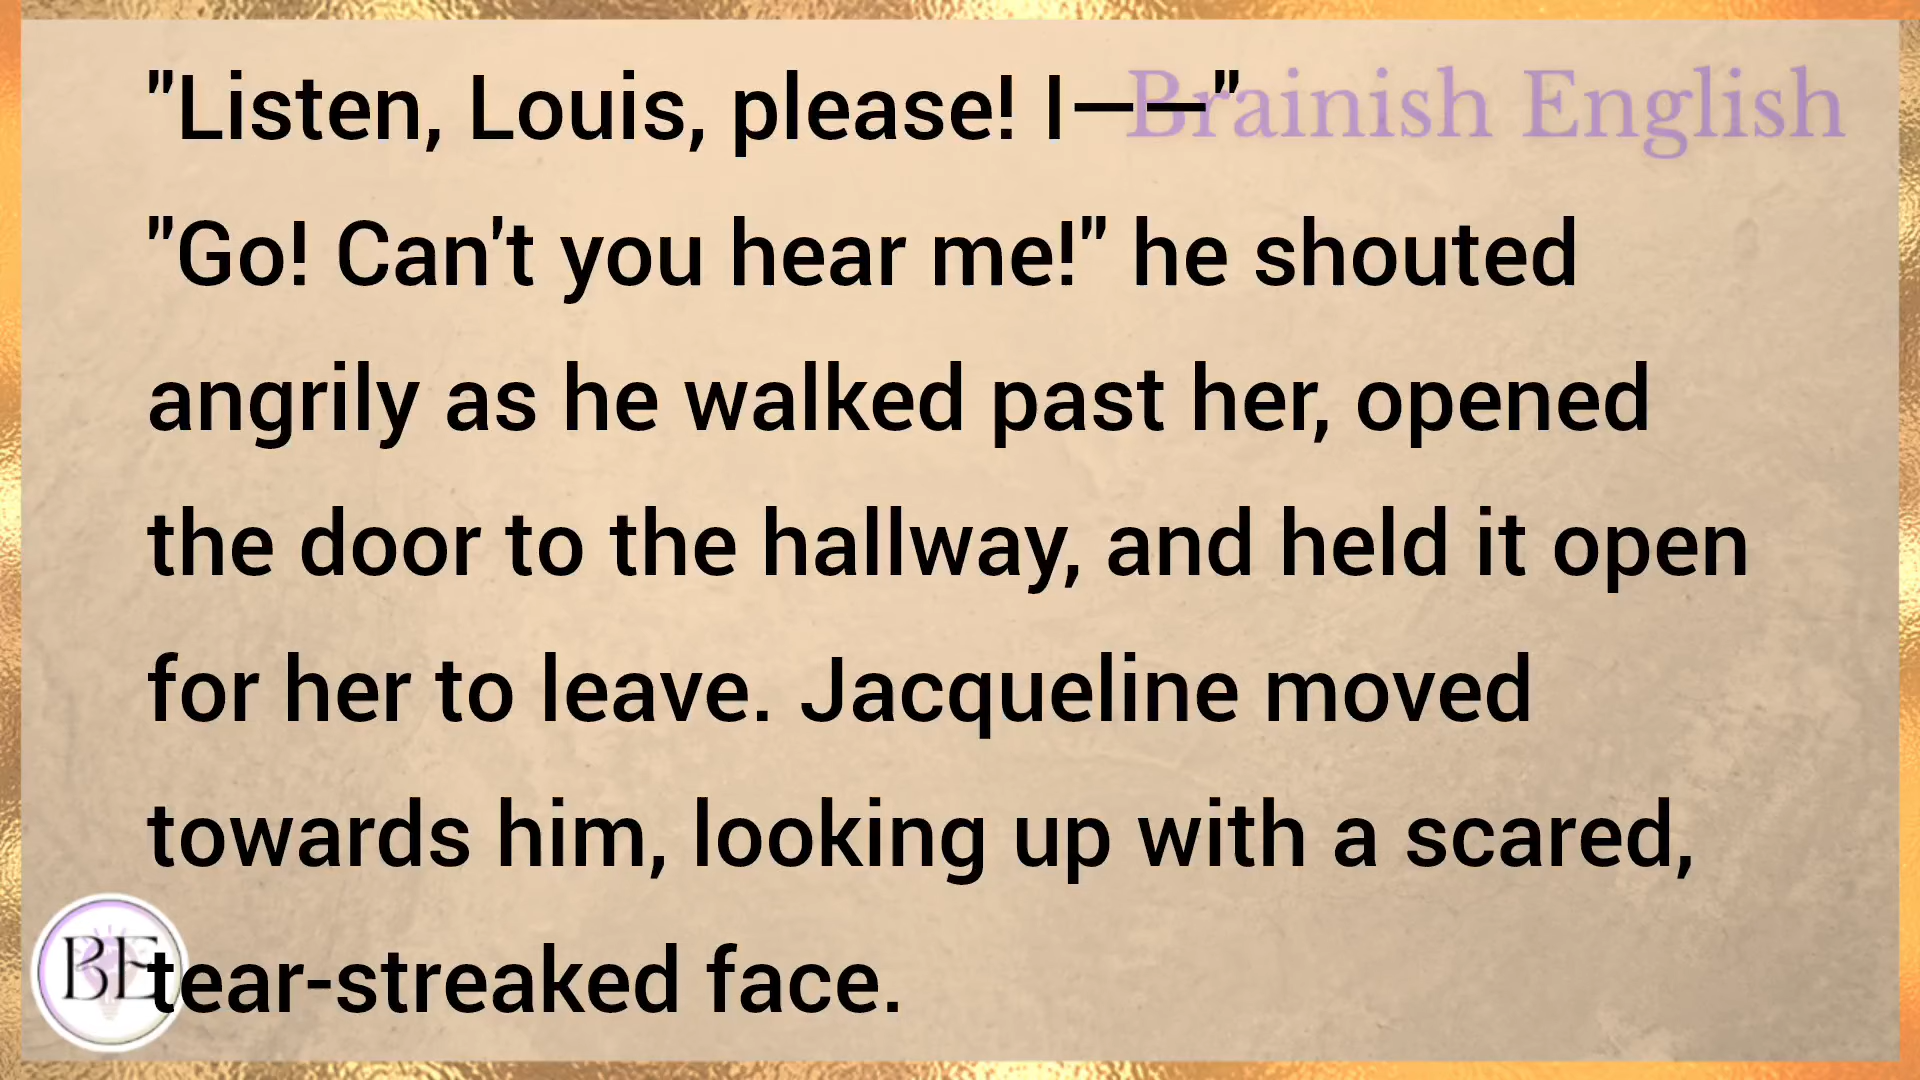 "Listen, Louis, please! I——"
Brainish English
"Go! Can't you hear me!" he shouted
angrily as he walked past her, opened
the door to the hallway, and held it open
for her to leave. Jacqueline moved
towards him, looking up with a scared,
tear-streaked face.
BE